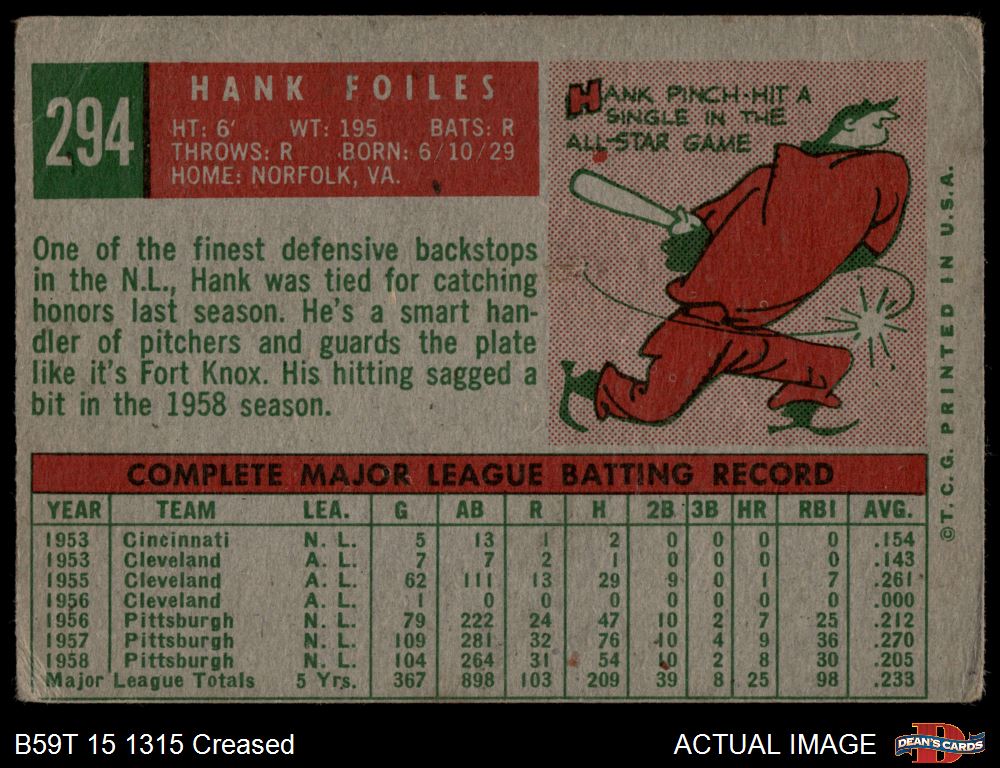 294
HANK FOILES
HT: 6' WT: 195 BATS: R
THROWS: R BORN: 6/10/29
HOME: NORFOLK, VA.
HANK PINCH-HIT A
SINGLE IN THE
ALL-STAR GAME
One of the finest defensive backstops
in the N.L., Hank was tied for catching
honors last season. He's a smart han-
dler of pitchers and guards the plate
like it's Fort Knox. His hitting sagged a
bit in the 1958 season.
©T.C.G. PRINTED IN U.S.A.
COMPLETE MAJOR LEAGUE BATTING RECORD
YEAR TEAM LEA. G AB R H 2B 3B HR RBI AVG.
1953 Cincinnati N. L. 5 13 1 2 0 0 0 0 .154
1953 Cleveland A. L. 7 7 2 1 0 0 0 0 .143
1955 Cleveland A. L. 62 111 13 29 9 0 1 7 .261
1956 Cleveland A. L. 1 0 0 0 0 0 0 0 .000
1956 Pittsburgh N. L. 79 222 24 47 10 2 7 25 .212
1957 Pittsburgh N. L. 109 281 32 76 10 4 9 36 .270
1958 Pittsburgh N. L. 104 264 31 54 10 2 8 30 .205
Major League Totals 5 Yrs. 367 898 103 209 39 8 25 98 .233
B59T 15 1315 Creased
ACTUAL IMAGE
DEAN'S CARDS